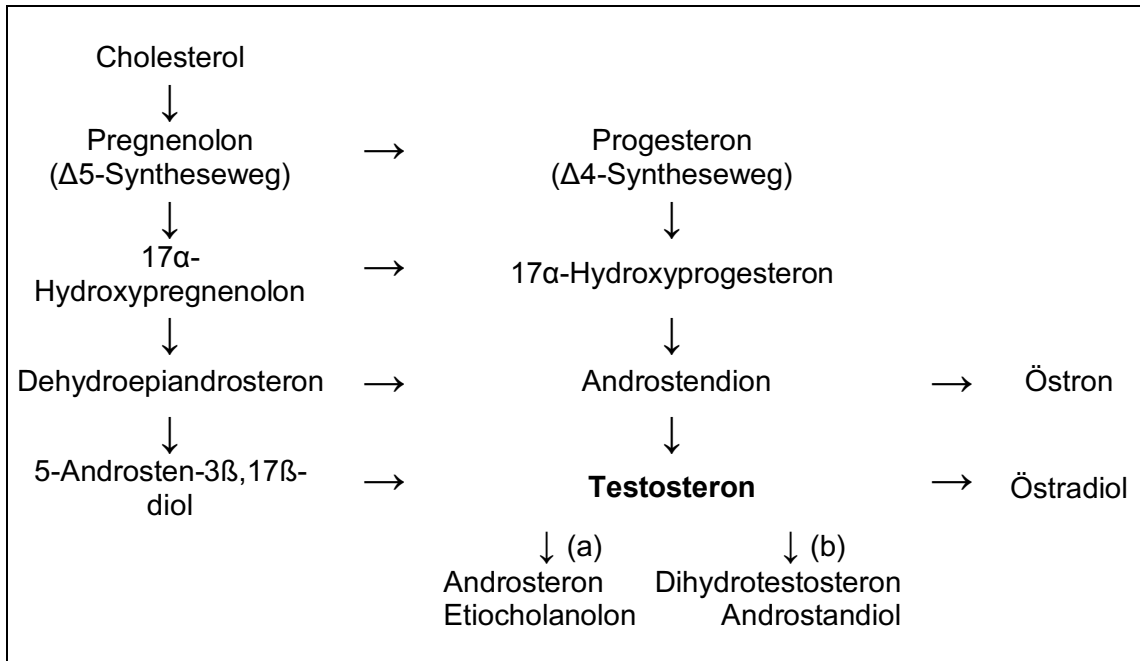 Cholesterol
↓
Pregnenolon → Progesteron
(Δ5-Syntheseweg) (Δ4-Syntheseweg)
↓ ↓
17α-
Hydroxypregnenolon → 17α-Hydroxyprogesteron
↓ ↓
Dehydroepiandrosteron → Androstendion → Östron
↓ ↓
5-Androsten-3ß,17ß-
diol → Testosteron → Östradiol
↓ (a) ↓ (b)
Androsteron Dihydrotestosteron
Etiocholanolon Androstandiol